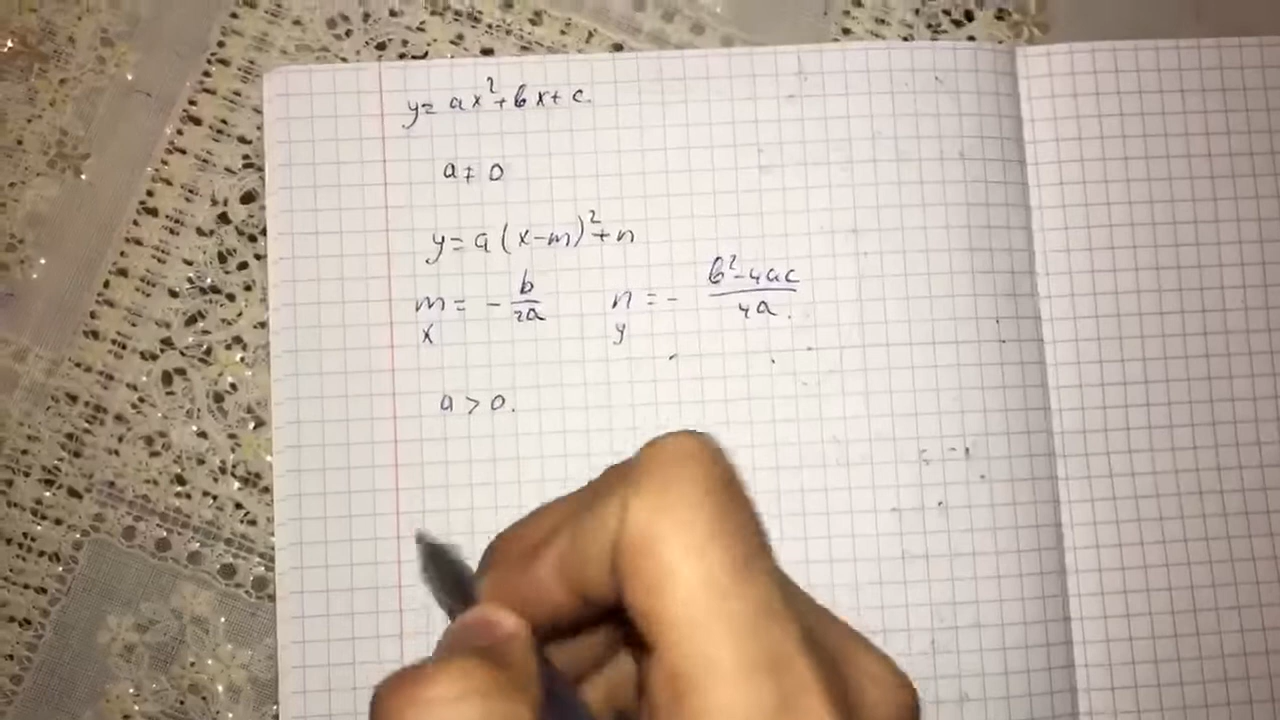 y = ax²+bx+c.
a ≠ 0
y = a(x-m)²+n
m = - b/2a n = - b²-4ac/4a.
x y
a > 0.